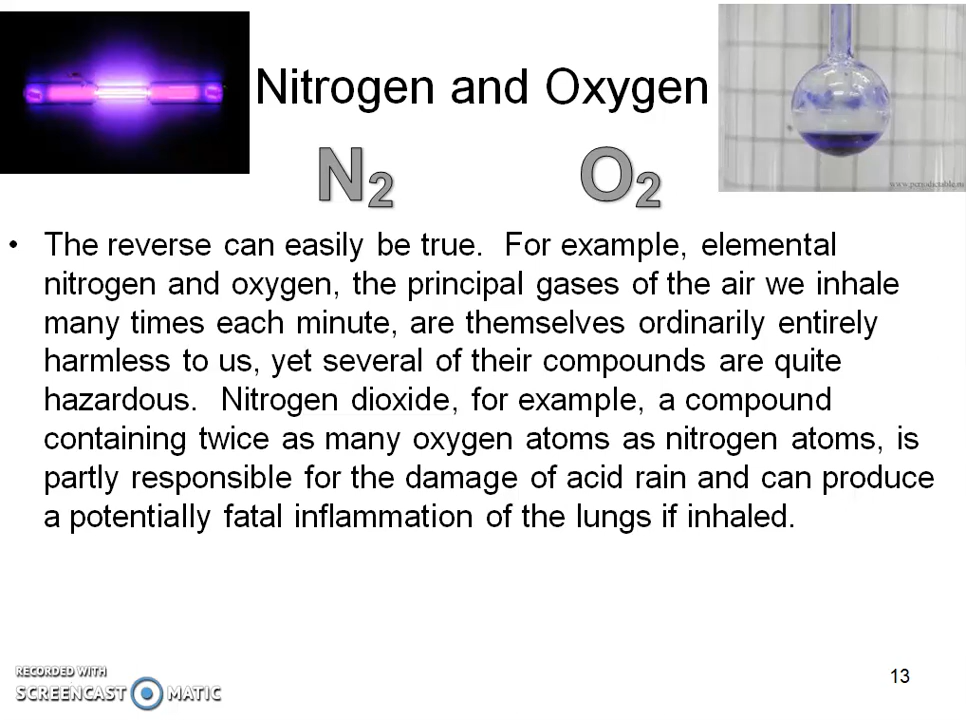 Nitrogen and Oxygen
N2 O2
www.periodictable.ru
• The reverse can easily be true.  For example, elemental
nitrogen and oxygen, the principal gases of the air we inhale
many times each minute, are themselves ordinarily entirely
harmless to us, yet several of their compounds are quite
hazardous.  Nitrogen dioxide, for example, a compound
containing twice as many oxygen atoms as nitrogen atoms, is
partly responsible for the damage of acid rain and can produce
a potentially fatal inflammation of the lungs if inhaled.
RECORDED WITH
SCREENCAST MATIC
13